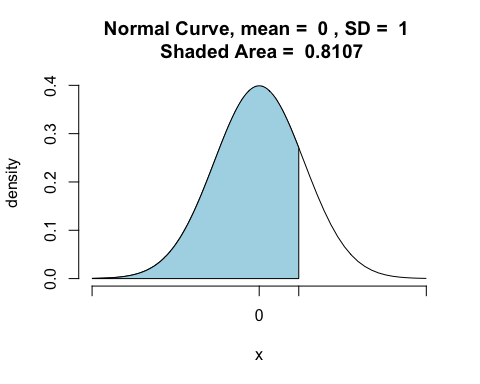 Normal Curve, mean =  0 , SD =  1
Shaded Area =  0.8107
density
0.4
0.3
0.2
0.1
0.0
0
x